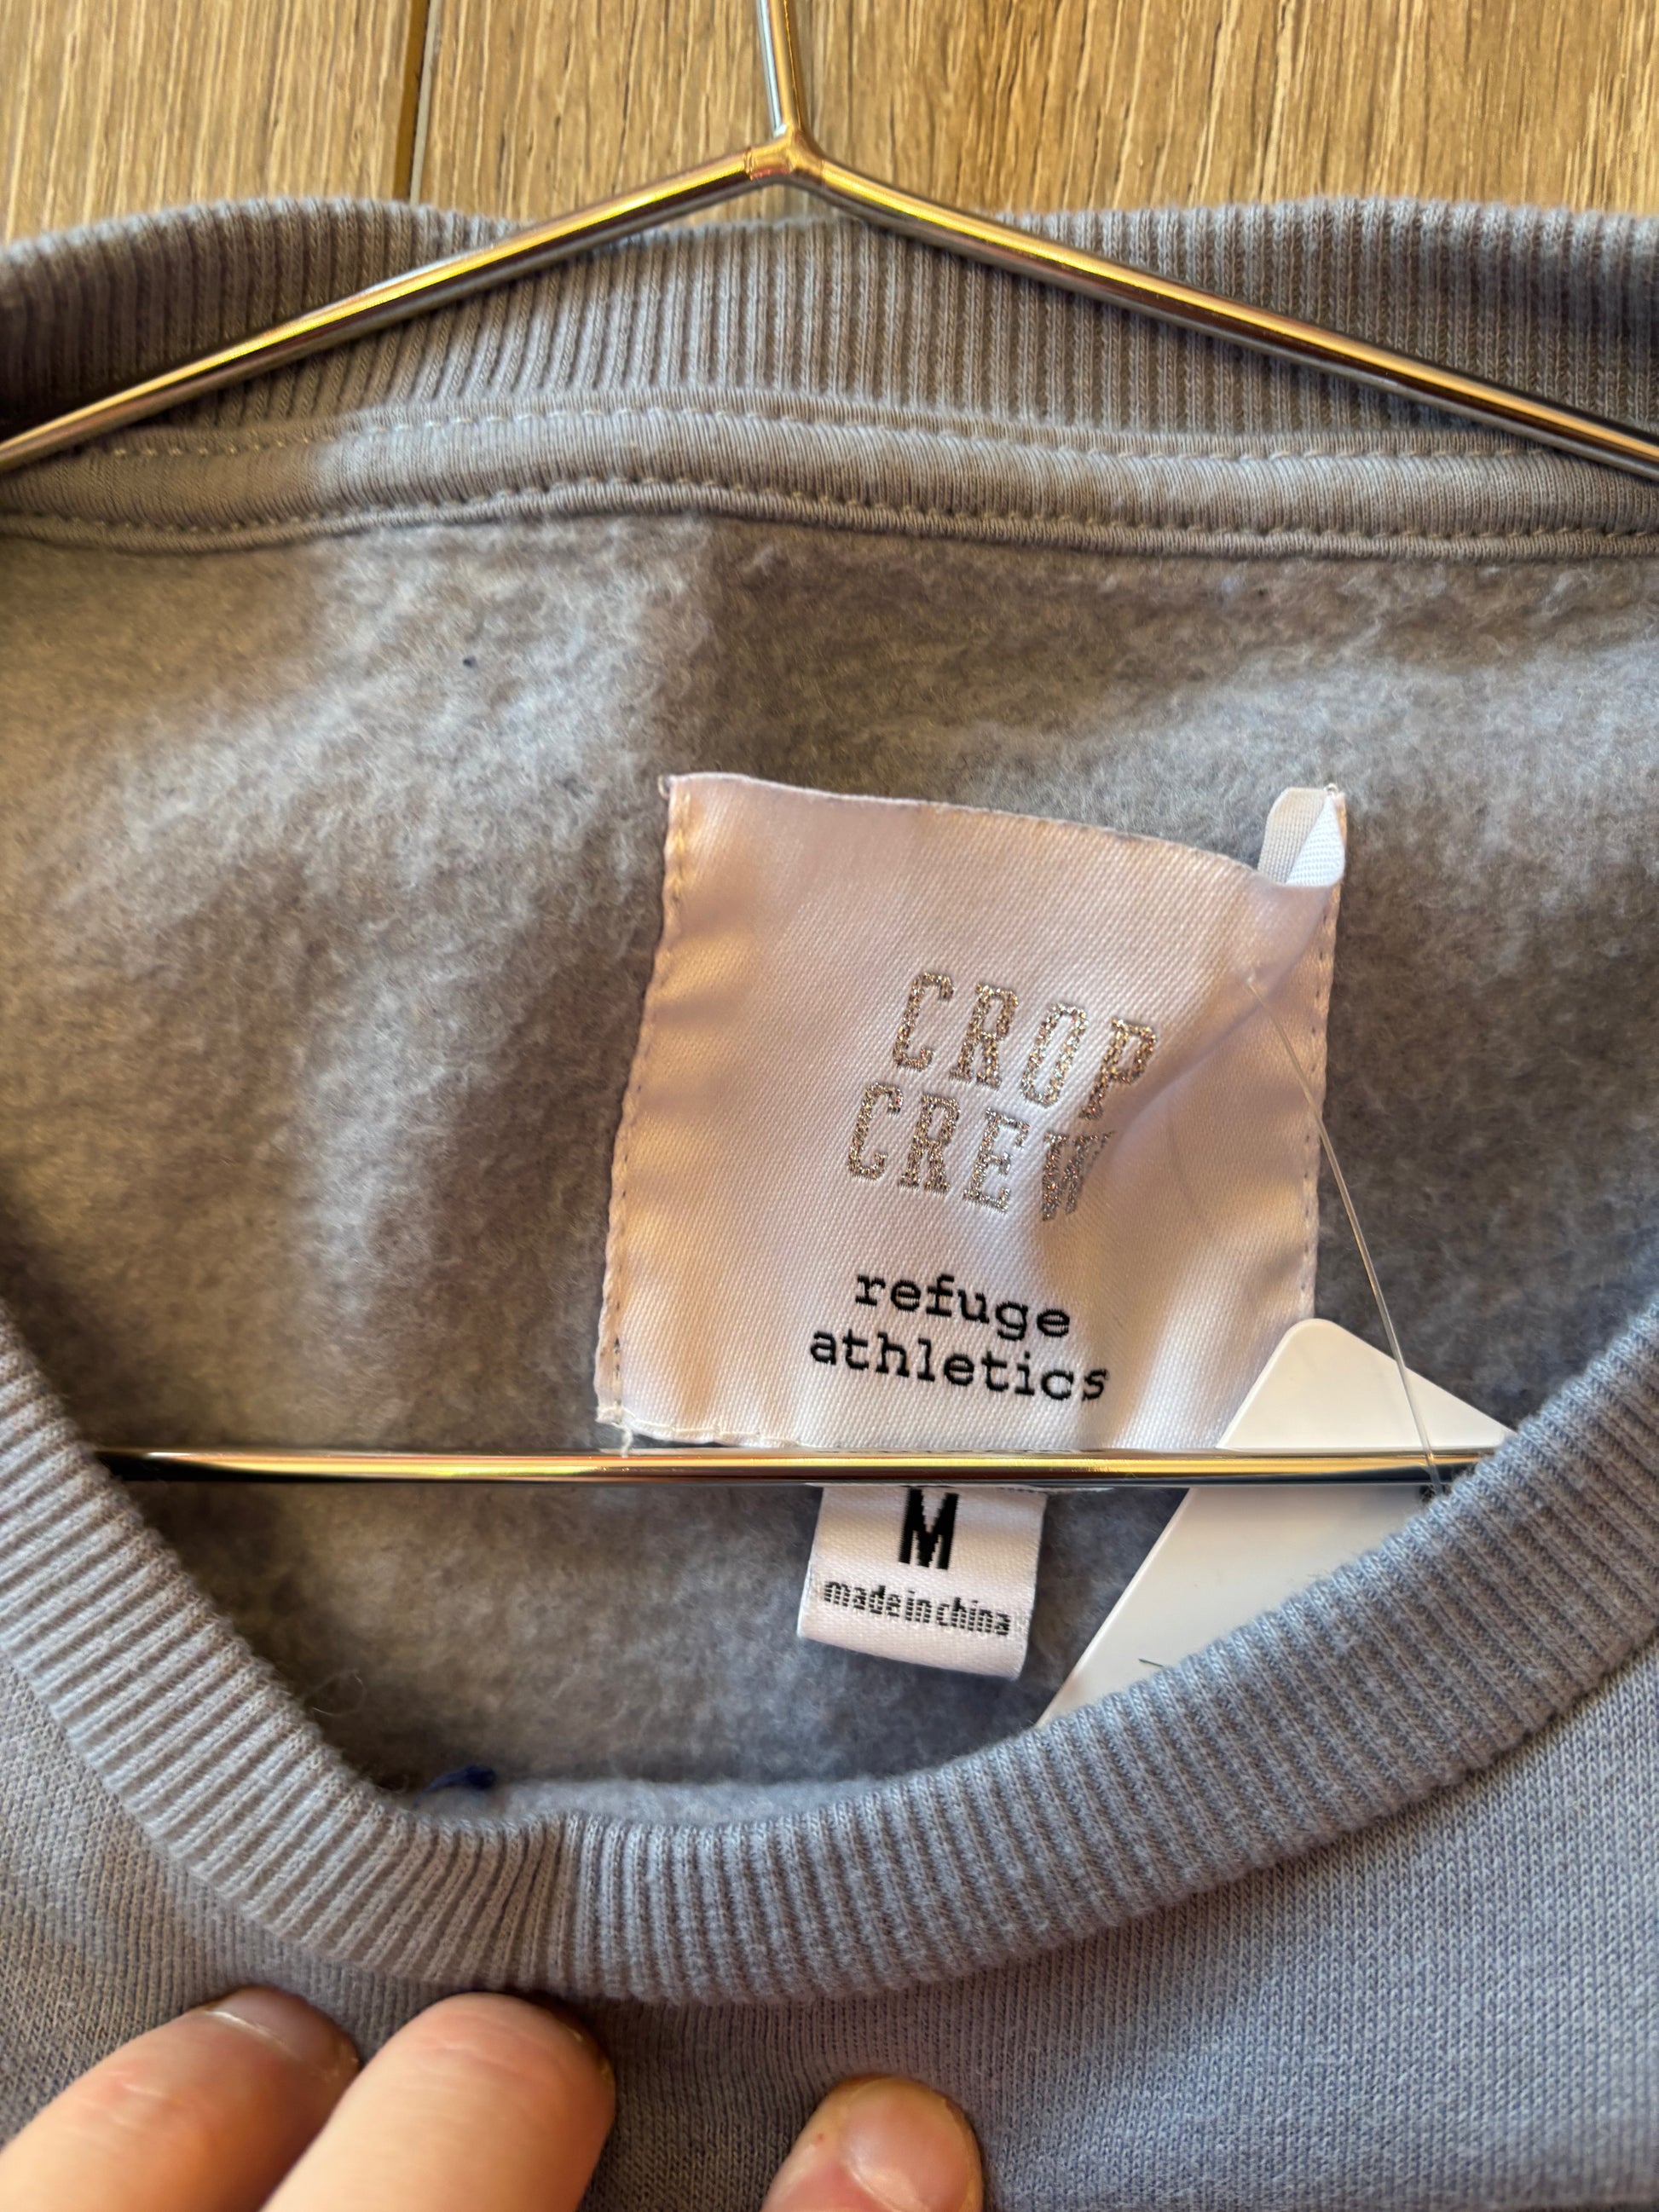 CROP
CREW
refuge
athletics
M
made in china